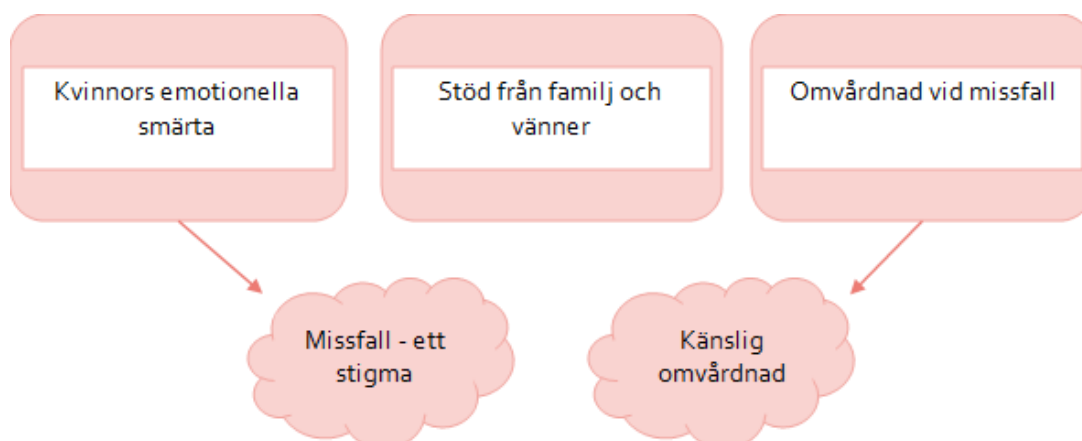 Kvinnors emotionella
smärta
Stöd från familj och
vänner
Omvårdnad vid missfall
Missfall - ett
stigma
Känslig
omvårdnad